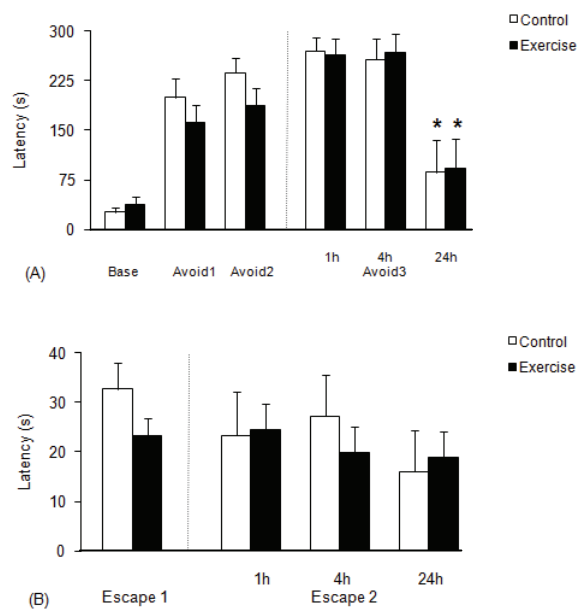 300
225
150
75
0
Latency (s)
Control
Exercise
* *
1h 4h 24h
Base Avoid1 Avoid2 Avoid3
(A)
40
30
20
10
0
Latency (s)
Control
Exercise
1h 4h 24h
Escape 1 Escape 2
(B)